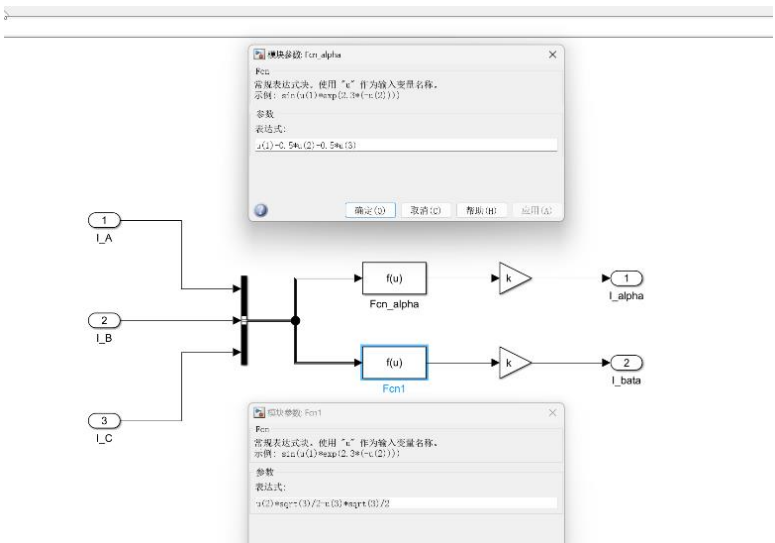 模块参数: Fcn_alpha
Fcn
常规表达式块。使用 "u" 作为输入变量名称。
示例: sin(u(1)*exp(2.3*(-u(2))))
参数
表达式:
u(1)-0.5*u(2)-0.5*u(3)
确定(O) 取消(C) 帮助(H) 应用(A)
1
I_A
f(u)
Fcn_alpha
k
1
I_alpha
2
I_B
f(u)
Fcn1
k
2
I_bata
3
I_C
模块参数: Fcn1
Fcn
常规表达式块。使用 "u" 作为输入变量名称。
示例: sin(u(1)*exp(2.3*(-u(2))))
参数
表达式:
u(2)*sqrt(3)/2-u(3)*sqrt(3)/2